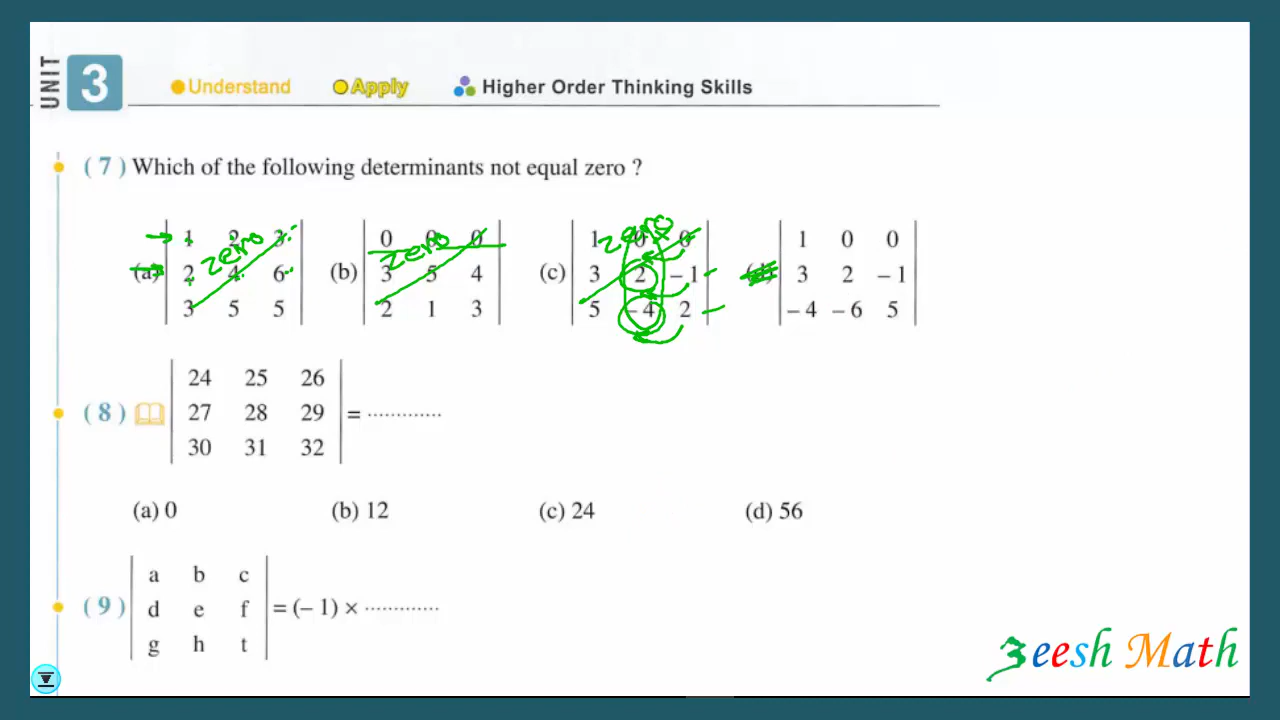 UNIT 3 Understand Apply Higher Order Thinking Skills
( 7 ) Which of the following determinants not equal zero ?
(a) 1 2 3 (b) 0 0 0 (c) 1 0 0 (d) 1 0 0
2 4 6 3 5 4 3 2 – 1 3 2 – 1
3 5 5 2 1 3 5 – 4 2 – 4 – 6 5
zero zero zero
( 8 ) 24 25 26
27 28 29 = .............
30 31 32
(a) 0 (b) 12 (c) 24 (d) 56
( 9 ) a b c
d e f = (– 1) × .............
g h t
Zeesh Math